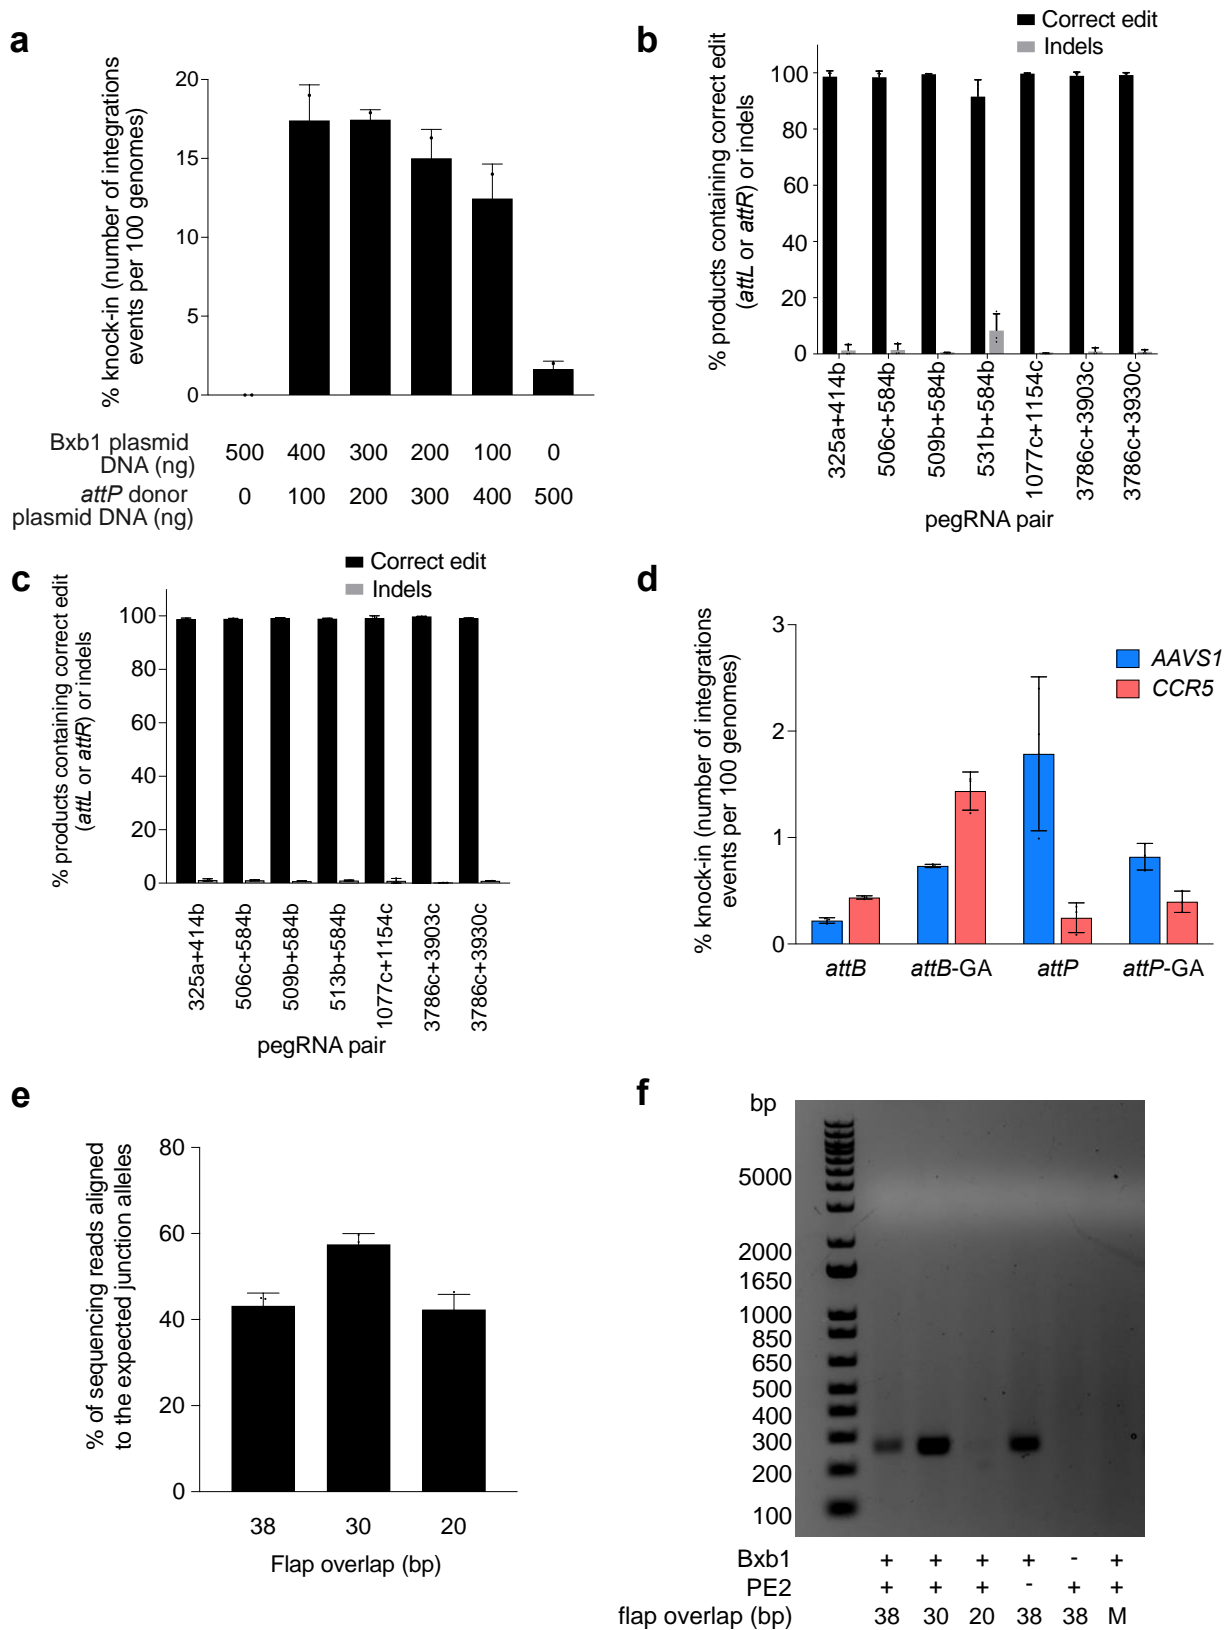 a
% knock-in (number of integrations
events per 100 genomes)
20
15
10
5
0
Bxb1 plasmid
DNA (ng)
500 400 300 200 100 0
attP donor
plasmid DNA (ng)
0 100 200 300 400 500
b
Correct edit
Indels
% products containing correct edit
(attL or attR) or indels
100
80
60
40
20
0
325a+414b
506c+584b
509b+584b
531b+584b
1077c+1154c
3786c+3903c
3786c+3930c
pegRNA pair
c
Correct edit
Indels
% products containing correct edit
(attL or attR) or indels
100
80
60
40
20
0
325a+414b
506c+584b
509b+584b
513b+584b
1077c+1154c
3786c+3903c
3786c+3930c
pegRNA pair
d
% knock-in (number of integrations
events per 100 genomes)
3
2
1
0
AAVS1
CCR5
attB attB-GA attP attP-GA
e
% of sequencing reads aligned
to the expected junction alleles
80
60
40
20
0
38 30 20
Flap overlap (bp)
f
bp
5000
2000
1650
1000
850
650
500
400
300
200
100
Bxb1 + + + + - +
PE2 + + + - + +
flap overlap (bp) 38 30 20 38 38 M